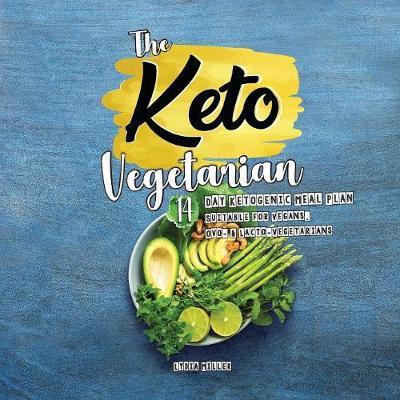 The
Keto
Vegetarian
14 DAY KETOGENIC MEAL PLAN
SUITABLE FOR VEGANS,
OVO- & LACTO-VEGETARIANS
LYDIA MILLER